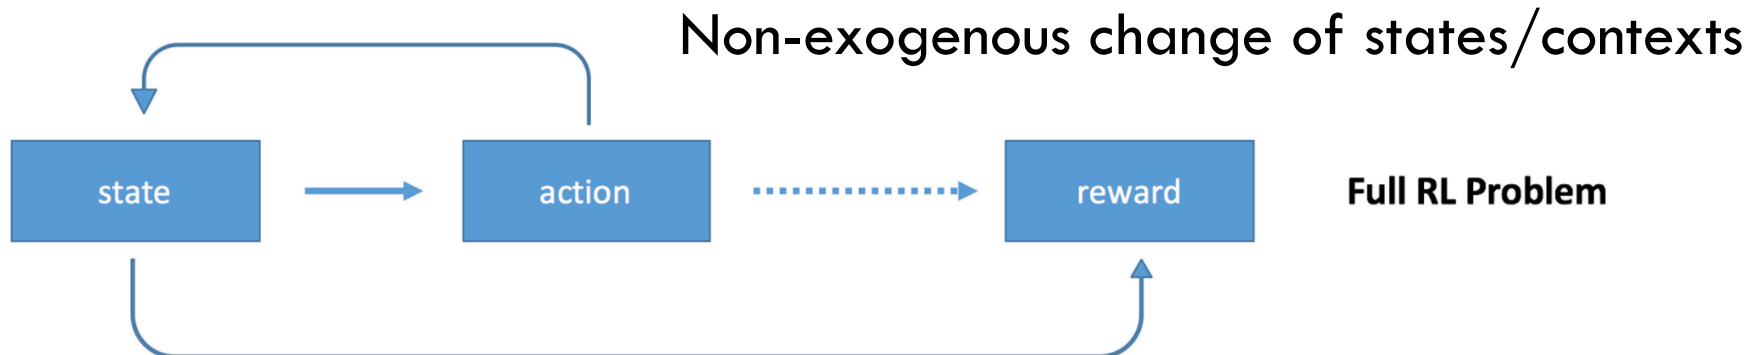 Non-exogenous change of states/contexts
state
action
reward
Full RL Problem